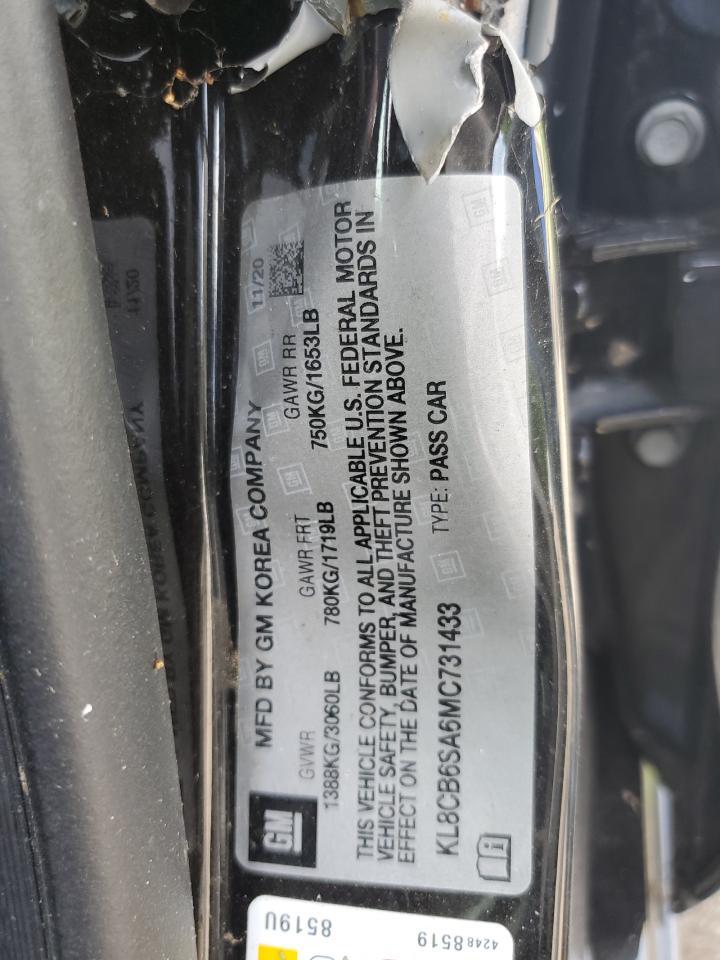 MFD BY GM KOREA COMPANY 11/20
GM
GVWR GAWR FRT GAWR RR
1388KG/3060LB 780KG/1719LB 750KG/1653LB
THIS VEHICLE CONFORMS TO ALL APPLICABLE U.S. FEDERAL MOTOR
VEHICLE SAFETY, BUMPER, AND THEFT PREVENTION STANDARDS IN
EFFECT ON THE DATE OF MANUFACTURE SHOWN ABOVE.
KL8CB6SA6MC731433 TYPE: PASS CAR
4248 8519
8519U